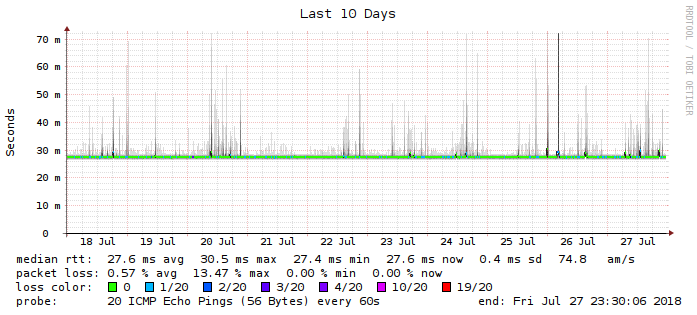 Last 10 Days
RRDTOOL / TOBI OETIKER
Seconds
70 m
60 m
50 m
40 m
30 m
20 m
10 m
0
18 Jul 19 Jul 20 Jul 21 Jul 22 Jul 23 Jul 24 Jul 25 Jul 26 Jul 27 Jul
median rtt: 27.6 ms avg 30.5 ms max 27.4 ms min 27.6 ms now 0.4 ms sd 74.8 am/s
packet loss: 0.57 % avg 13.47 % max 0.00 % min 0.00 % now
loss color: 0 1/20 2/20 3/20 4/20 10/20 19/20
probe: 20 ICMP Echo Pings (56 Bytes) every 60s end: Fri Jul 27 23:30:06 2018